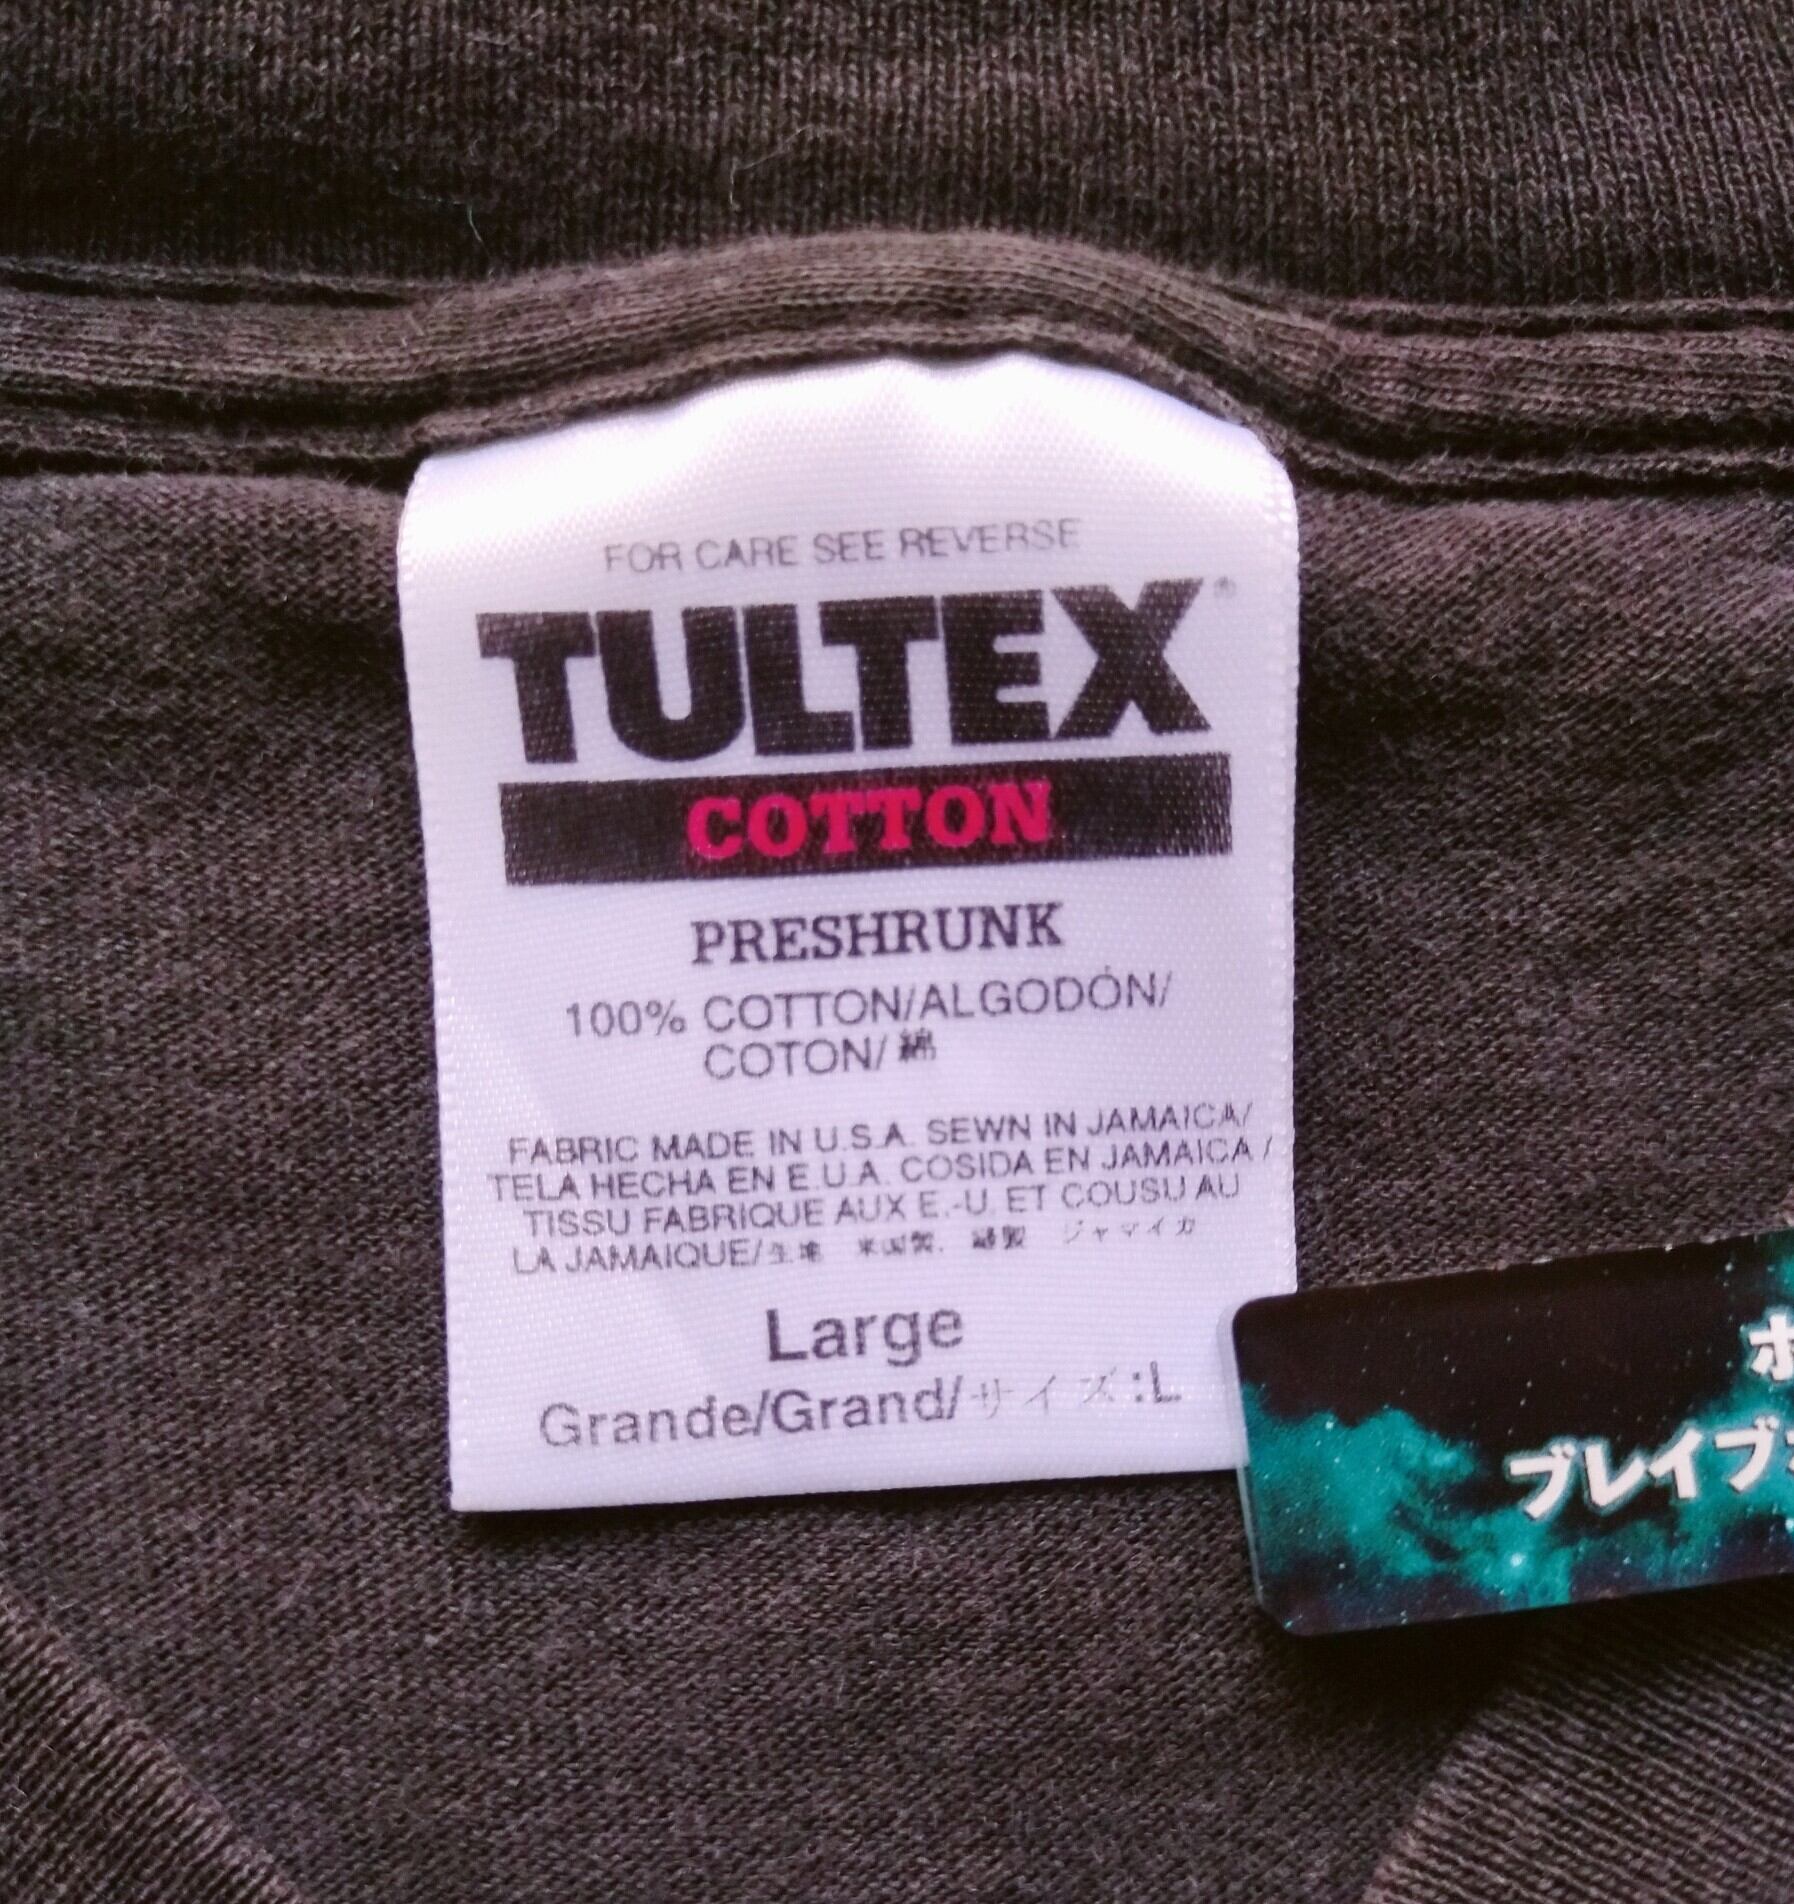 FOR CARE SEE REVERSE
TULTEX®
COTTON
PRESHRUNK
100% COTTON/ALGODÓN/
COTON/綿
FABRIC MADE IN U.S.A. SEWN IN JAMAICA/
TELA HECHA EN E.U.A. COSIDA EN JAMAICA /
TISSU FABRIQUE AUX E.-U. ET COUSU AU
LA JAMAIQUE/生地 米国製. 縫製 ジャマイカ
Large
Grande/Grand/サイズ:L
ホ
ブレイブ